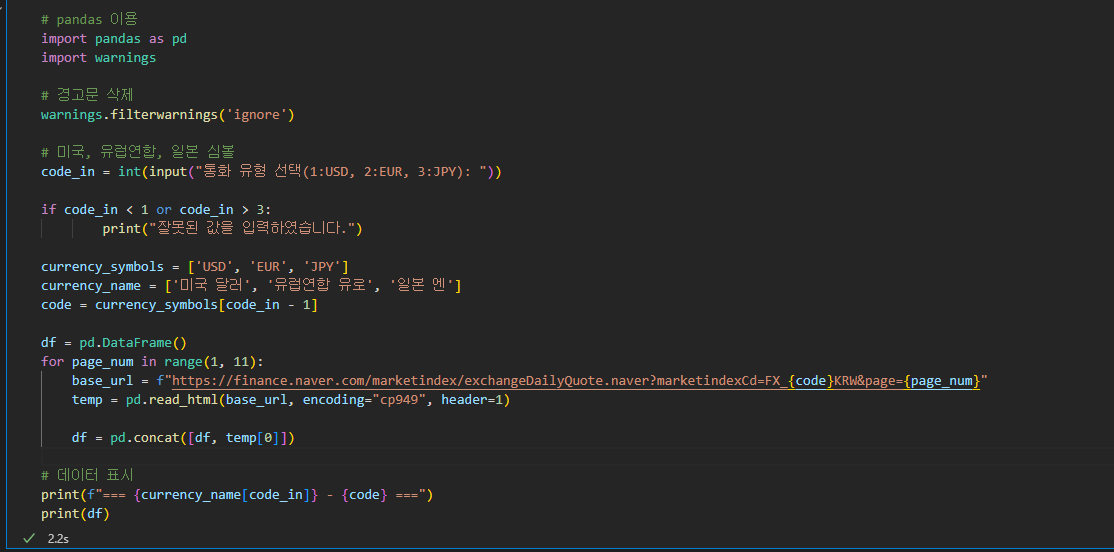 # pandas 이용
import pandas as pd
import warnings
# 경고문 삭제
warnings.filterwarnings('ignore')
# 미국, 유럽연합, 일본 심볼
code_in = int(input("통화 유형 선택(1:USD, 2:EUR, 3:JPY): "))
if code_in < 1 or code_in > 3:
print("잘못된 값을 입력하였습니다.")
currency_symbols = ['USD', 'EUR', 'JPY']
currency_name = ['미국 달러', '유럽연합 유로', '일본 엔']
code = currency_symbols[code_in - 1]
df = pd.DataFrame()
for page_num in range(1, 11):
base_url = f"https://finance.naver.com/marketindex/exchangeDailyQuote.naver?marketindexCd=FX_{code}KRW&page={page_num}"
temp = pd.read_html(base_url, encoding="cp949", header=1)
df = pd.concat([df, temp[0]])
# 데이터 표시
print(f"=== {currency_name[code_in]} - {code} ===")
print(df)
2.2s